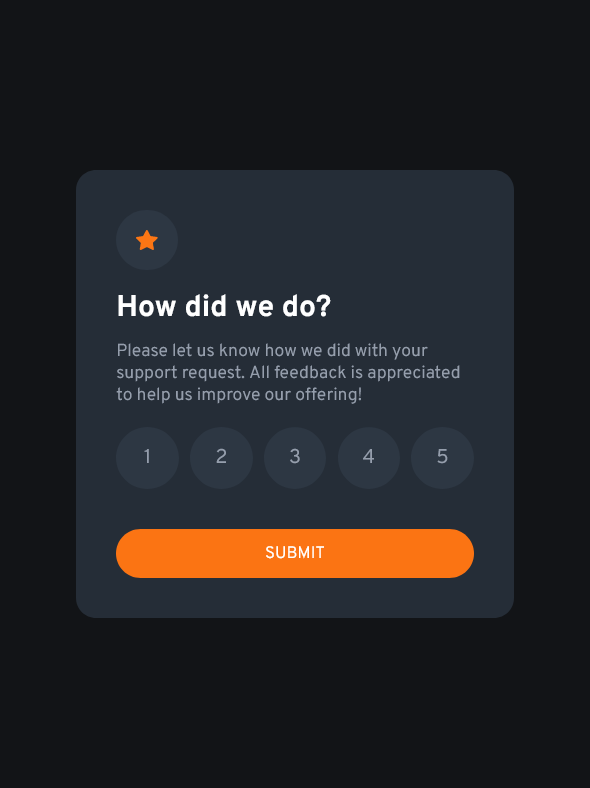 How did we do?
Please let us know how we did with your
support request. All feedback is appreciated
to help us improve our offering!
1 2 3 4 5
SUBMIT